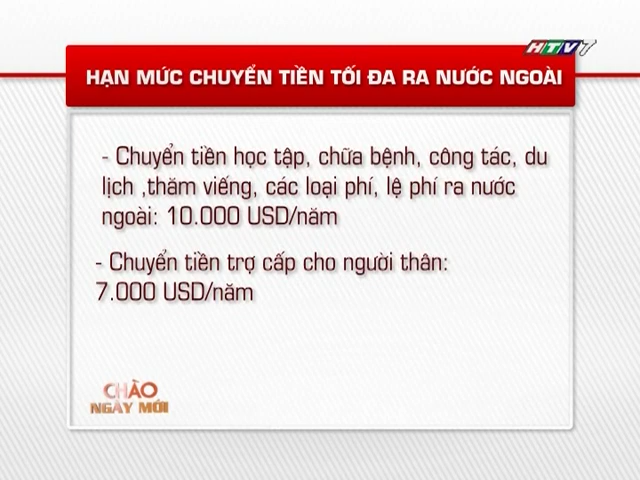 HTV7
HẠN MỨC CHUYỂN TIỀN TỐI ĐA RA NƯỚC NGOÀI
- Chuyển tiền học tập, chữa bệnh, công tác, du
lịch ,thăm viếng, các loại phí, lệ phí ra nước
ngoài: 10.000 USD/năm
- Chuyển tiền trợ cấp cho người thân:
7.000 USD/năm
CHÀO
NGÀY MỚI